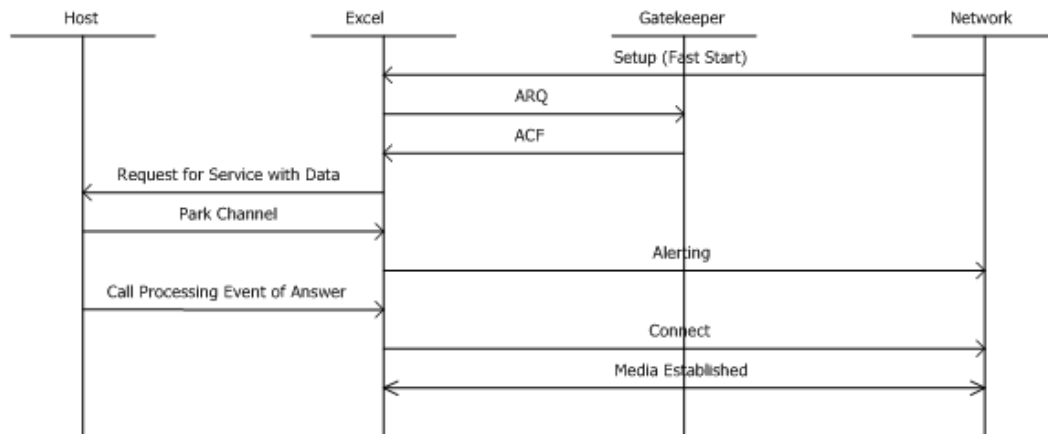 Host Excel Gatekeeper Network
Setup (Fast Start)
ARQ
ACF
Request for Service with Data
Park Channel
Alerting
Call Processing Event of Answer
Connect
Media Established